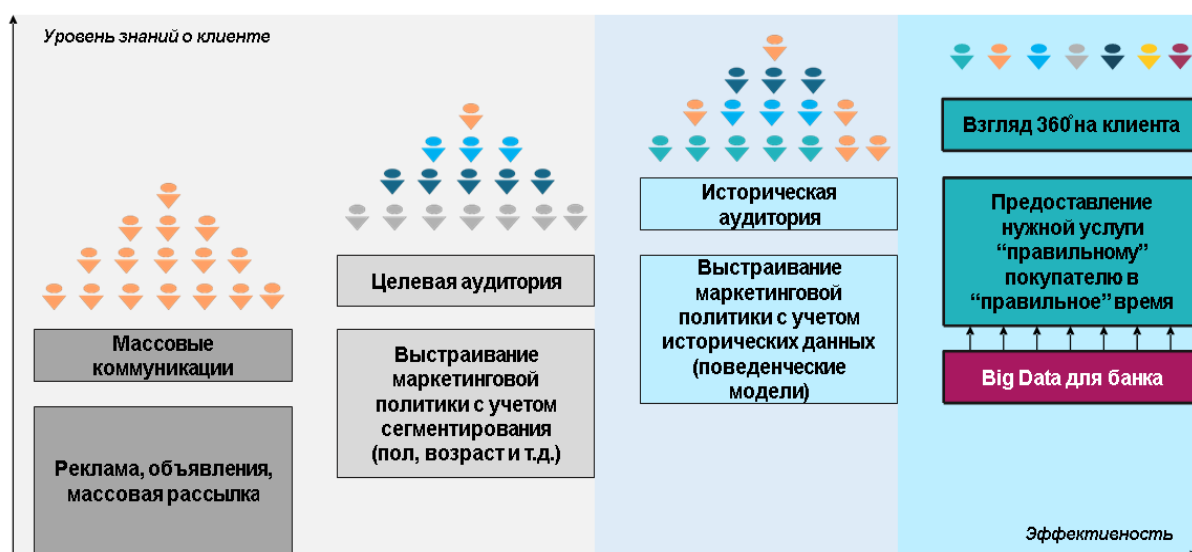 Уровень знаний о клиенте
Массовые
коммуникации
Реклама, объявления,
массовая рассылка
Целевая аудитория
Выстраивание
маркетинговой
политики с учетом
сегментирования
(пол, возраст и т.д.)
Историческая
аудитория
Выстраивание
маркетинговой
политики с учетом
исторических данных
(поведенческие
модели)
Взгляд 360° на клиента
Предоставление
нужной услуги
“правильному”
покупателю в
“правильное” время
Big Data для банка
Эффективность